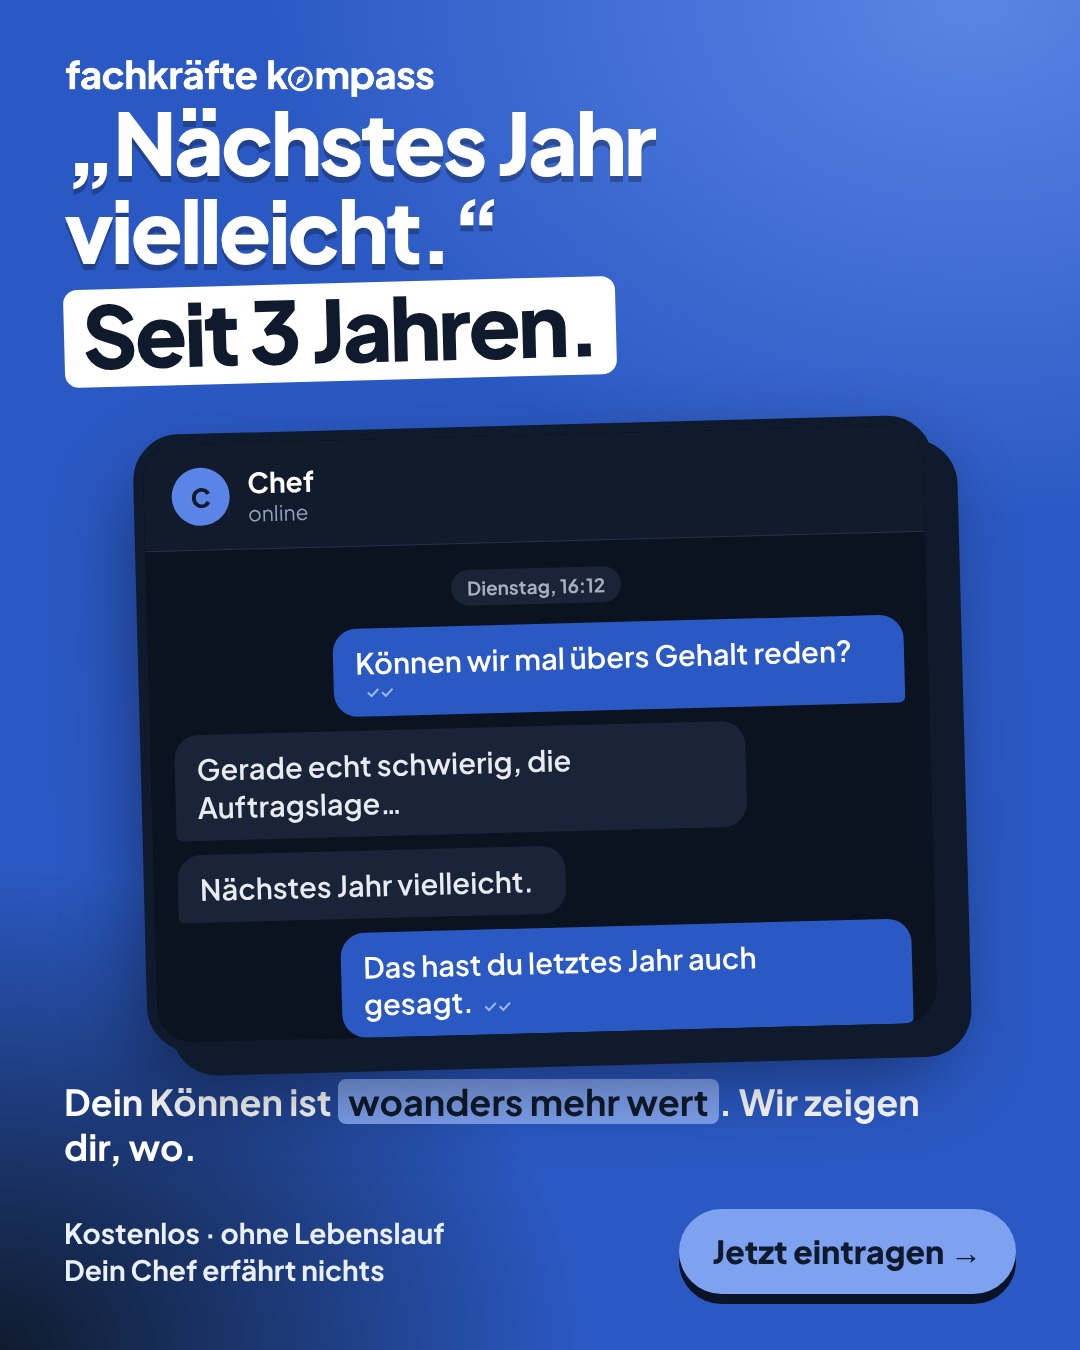 fachkräfte kompass
„Nächstes Jahr
vielleicht.“
Seit 3 Jahren.
C
Chef
online
Dienstag, 16:12
Können wir mal übers Gehalt reden?
✓✓
Gerade echt schwierig, die
Auftragslage…
Nächstes Jahr vielleicht.
Das hast du letztes Jahr auch
gesagt. ✓✓
Dein Können ist woanders mehr wert. Wir zeigen
dir, wo.
Kostenlos · ohne Lebenslauf
Dein Chef erfährt nichts
Jetzt eintragen →